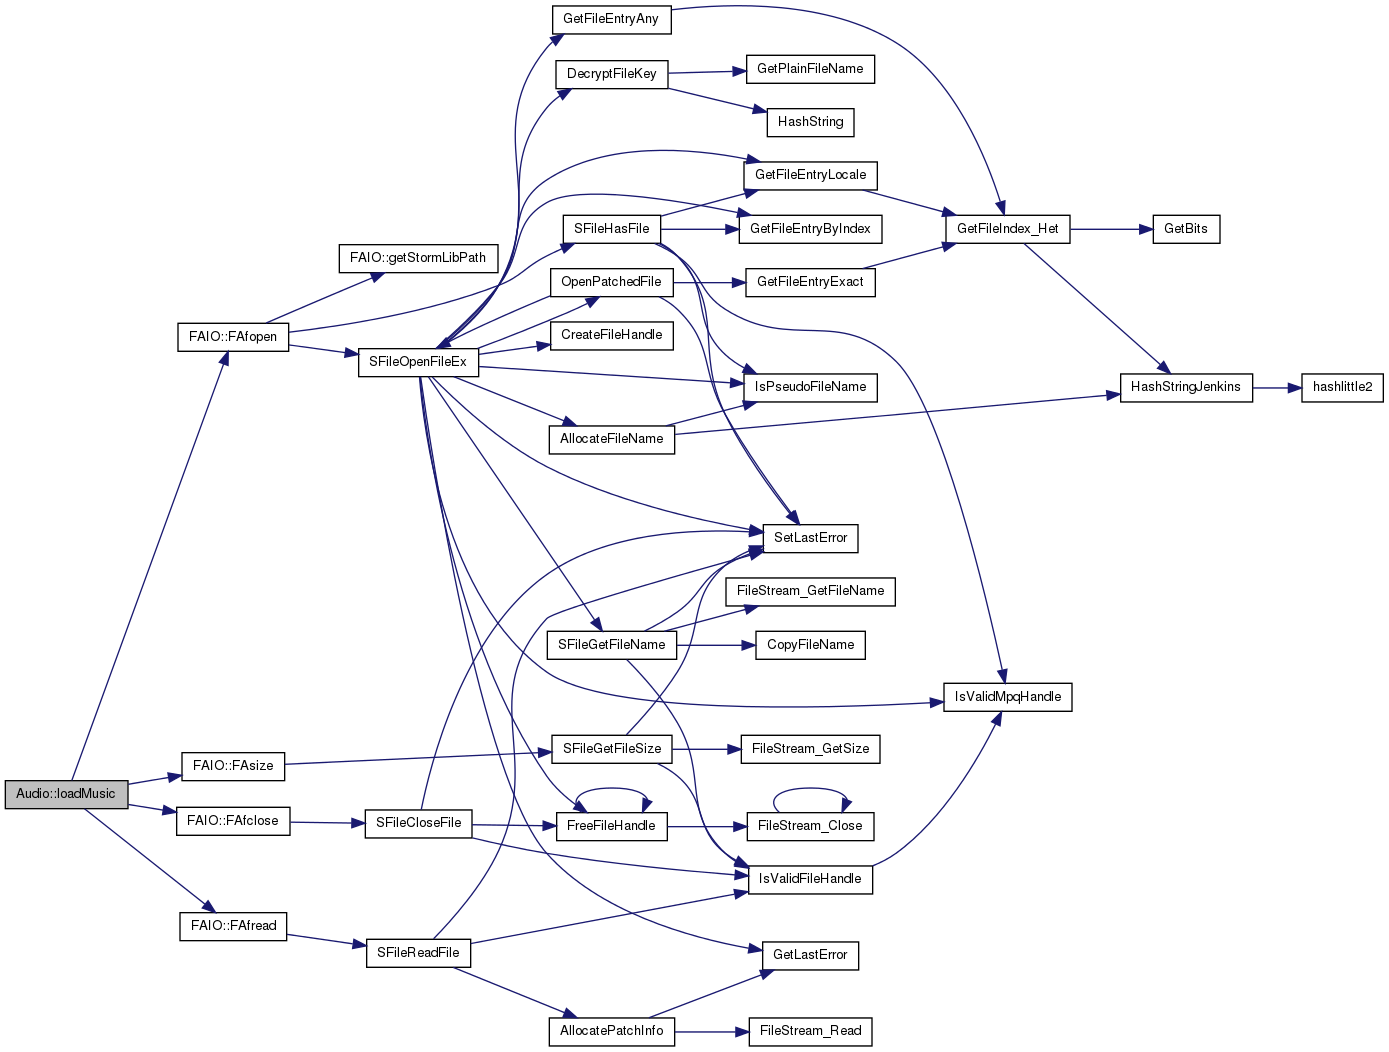 GetFileEntryAny
DecryptFileKey
GetPlainFileName
HashString
GetFileEntryLocale
SFileHasFile
GetFileEntryByIndex
GetFileIndex_Het
GetBits
FAIO::getStormLibPath
OpenPatchedFile
GetFileEntryExact
FAIO::FAfopen
CreateFileHandle
SFileOpenFileEx
IsPseudoFileName
HashStringJenkins
hashlittle2
AllocateFileName
SetLastError
FileStream_GetFileName
SFileGetFileName
CopyFileName
IsValidMpqHandle
SFileGetFileSize
FileStream_GetSize
FAIO::FAsize
Audio::loadMusic
FAIO::FAfclose
SFileCloseFile
FreeFileHandle
FileStream_Close
IsValidFileHandle
FAIO::FAfread
SFileReadFile
GetLastError
AllocatePatchInfo
FileStream_Read